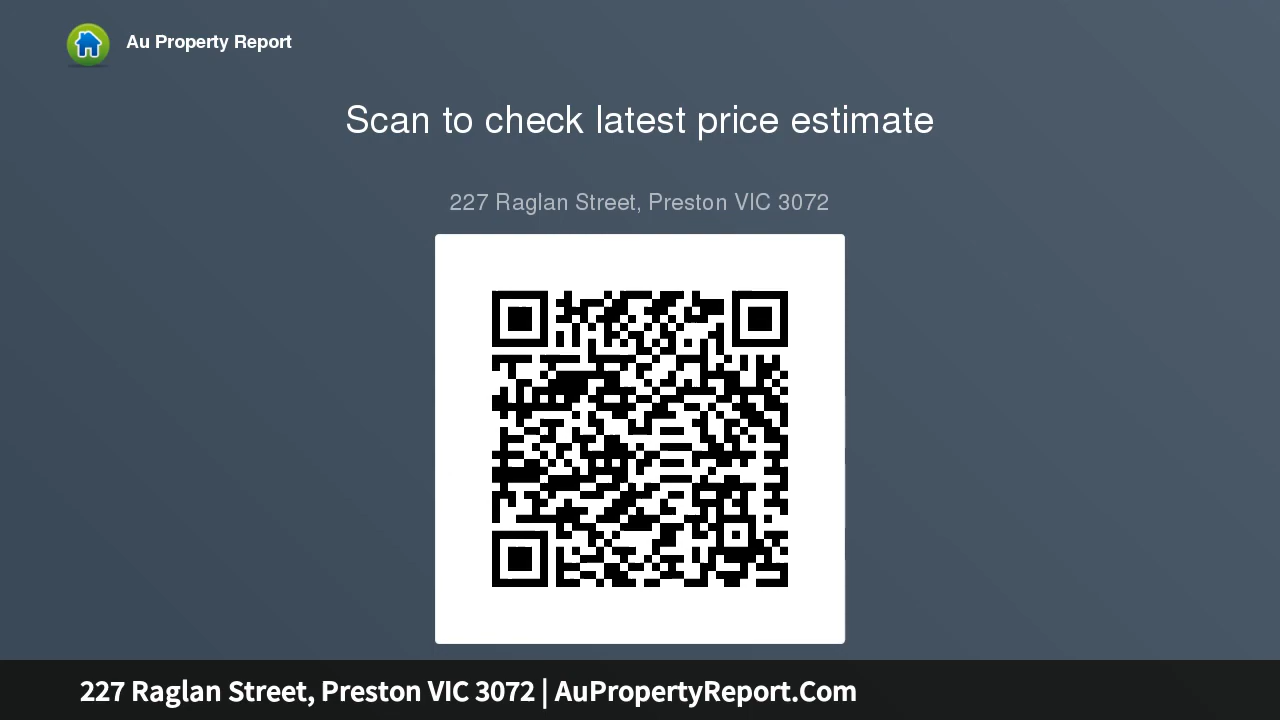 Au Property Report
Scan to check latest price estimate
227 Raglan Street, Preston VIC 3072
227 Raglan Street, Preston VIC 3072 | AuPropertyReport.Com